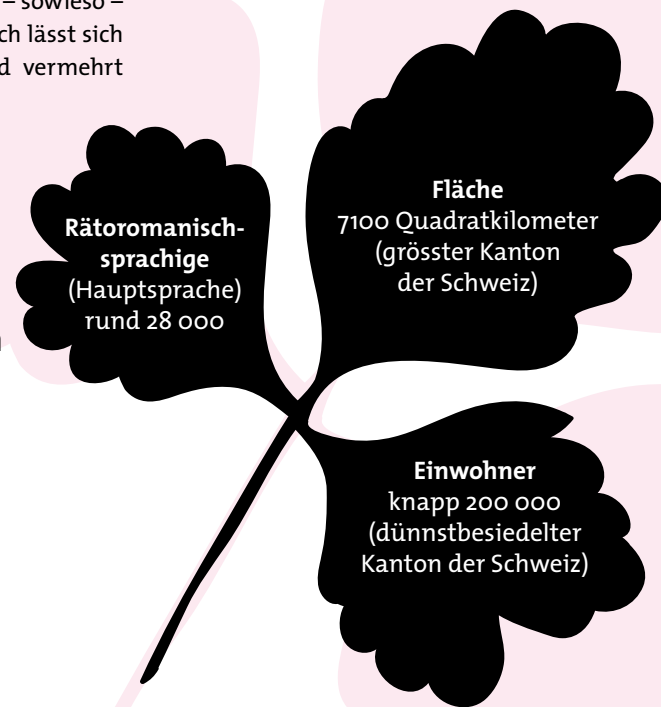 – sowieso –
ch lässt sich
d vermehrt
Rätoromanisch-
sprachige
(Hauptsprache)
rund 28 000
Fläche
7100 Quadratkilometer
(grösster Kanton
der Schweiz)
Einwohner
knapp 200 000
(dünnstbesiedelter
Kanton der Schweiz)